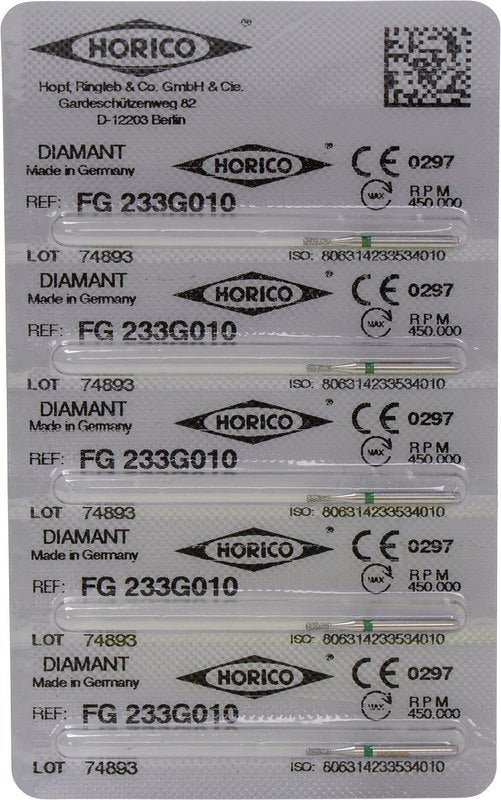 HORICO ®
Hopf, Ringleb & Co. GmbH & Cie.
Gardeschützenweg 82
D-12203 Berlin
DIAMANT HORICO ® CE 0297
Made in Germany
REF: FG 233G010 MAX RPM 450.000
LOT 74893 ISO: 806314233534010
DIAMANT HORICO ® CE 0297
Made in Germany
REF: FG 233G010 MAX RPM 450.000
LOT 74893 ISO: 806314233534010
DIAMANT HORICO ® CE 0297
Made in Germany
REF: FG 233G010 MAX RPM 450.000
LOT 74893 ISO: 806314233534010
DIAMANT HORICO ® CE 0297
Made in Germany
REF: FG 233G010 MAX RPM 450.000
LOT 74893 ISO: 806314233534010
DIAMANT HORICO ® CE 0297
Made in Germany
REF: FG 233G010 MAX RPM 450.000
LOT 74893 ISO: 806314233534010